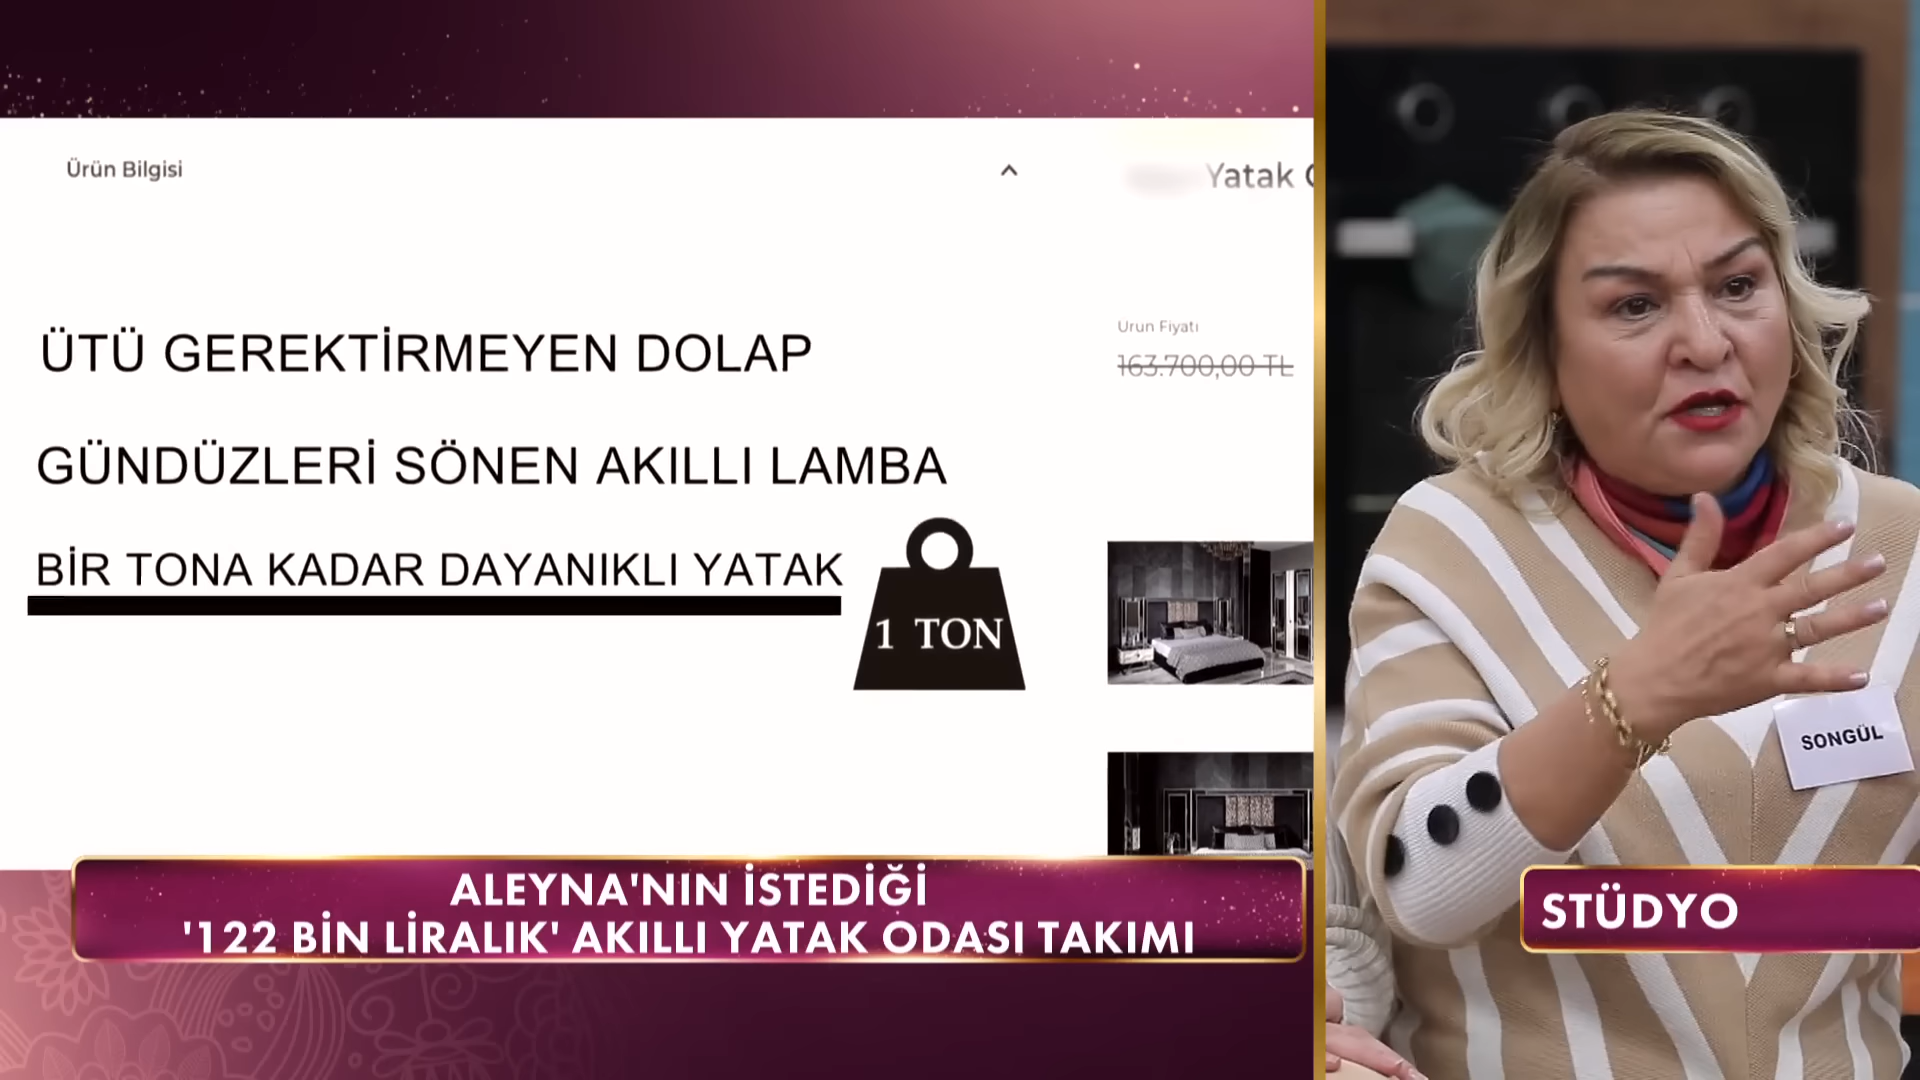 Ürün Bilgisi
Yatak
Urun Fiyatı
163.700,00 TL
ÜTÜ GEREKTİRMEYEN DOLAP
GÜNDÜZLERİ SÖNEN AKILLI LAMBA
BİR TONA KADAR DAYANIKLI YATAK
1 TON
SONGÜL
ALEYNA'NIN İSTEDİĞİ
'122 BİN LİRALIK' AKILLI YATAK ODASI TAKIMI
STÜDYO